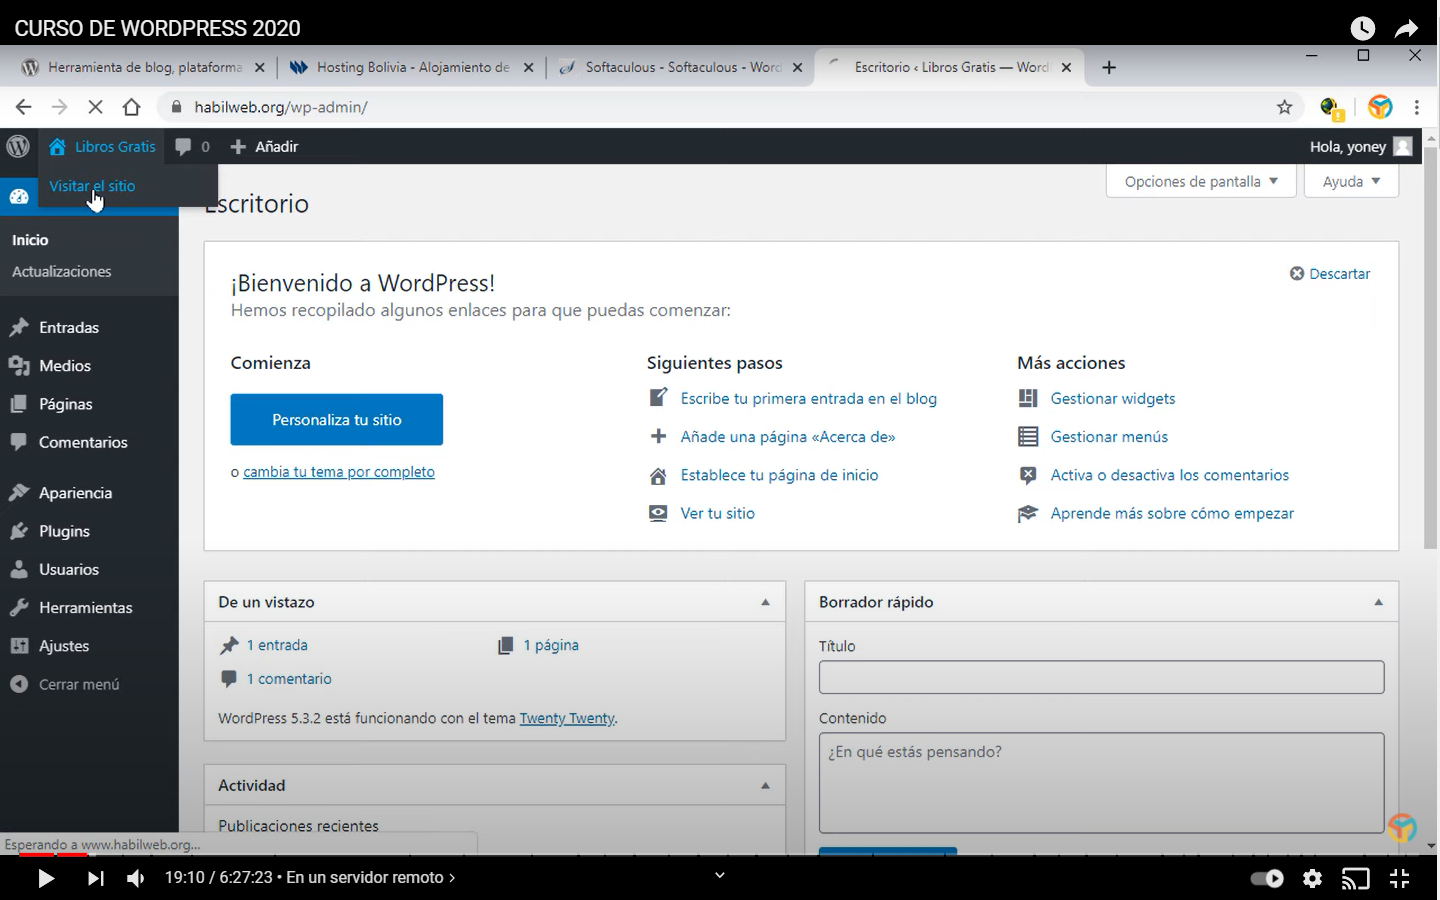 CURSO DE WORDPRESS 2020
Herramienta de blog, plataforma
Hosting Bolivia - Alojamiento de
Softaculous - Softaculous - Word
Escritorio ‹ Libros Gratis — Word
habilweb.org/wp-admin/
Libros Gratis
0
Añadir
Hola, yoney
Visitar el sitio
Opciones de pantalla
Ayuda
Escritorio
Inicio
Actualizaciones
Entradas
Medios
Páginas
Comentarios
Apariencia
Plugins
Usuarios
Herramientas
Ajustes
Cerrar menú
¡Bienvenido a WordPress!
Descartar
Hemos recopilado algunos enlaces para que puedas comenzar:
Comienza
Personaliza tu sitio
o cambia tu tema por completo
Siguientes pasos
Escribe tu primera entrada en el blog
Añade una página «Acerca de»
Establece tu página de inicio
Ver tu sitio
Más acciones
Gestionar widgets
Gestionar menús
Activa o desactiva los comentarios
Aprende más sobre cómo empezar
De un vistazo
1 entrada
1 página
1 comentario
WordPress 5.3.2 está funcionando con el tema Twenty Twenty.
Actividad
Publicaciones recientes
Borrador rápido
Título
Contenido
¿En qué estás pensando?
Esperando a www.habilweb.org...
19:10 / 6:27:23 • En un servidor remoto ›